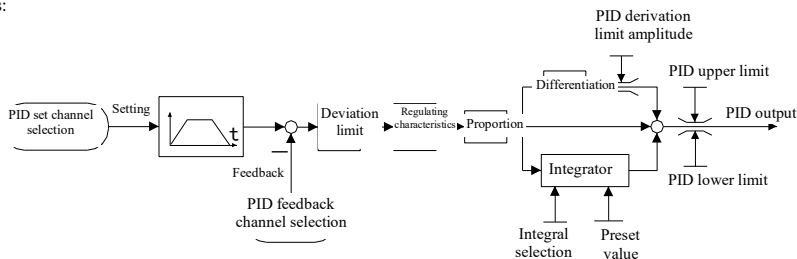 s:
PID derivation
limit amplitude
PID set channel
selection
Setting
t
Feedback
PID feedback
channel selection
Deviation
limit
Regulating
characteristics
Proportion
Differentiation
Integrator
Integral
selection
Preset
value
PID upper limit
PID output
PID lower limit